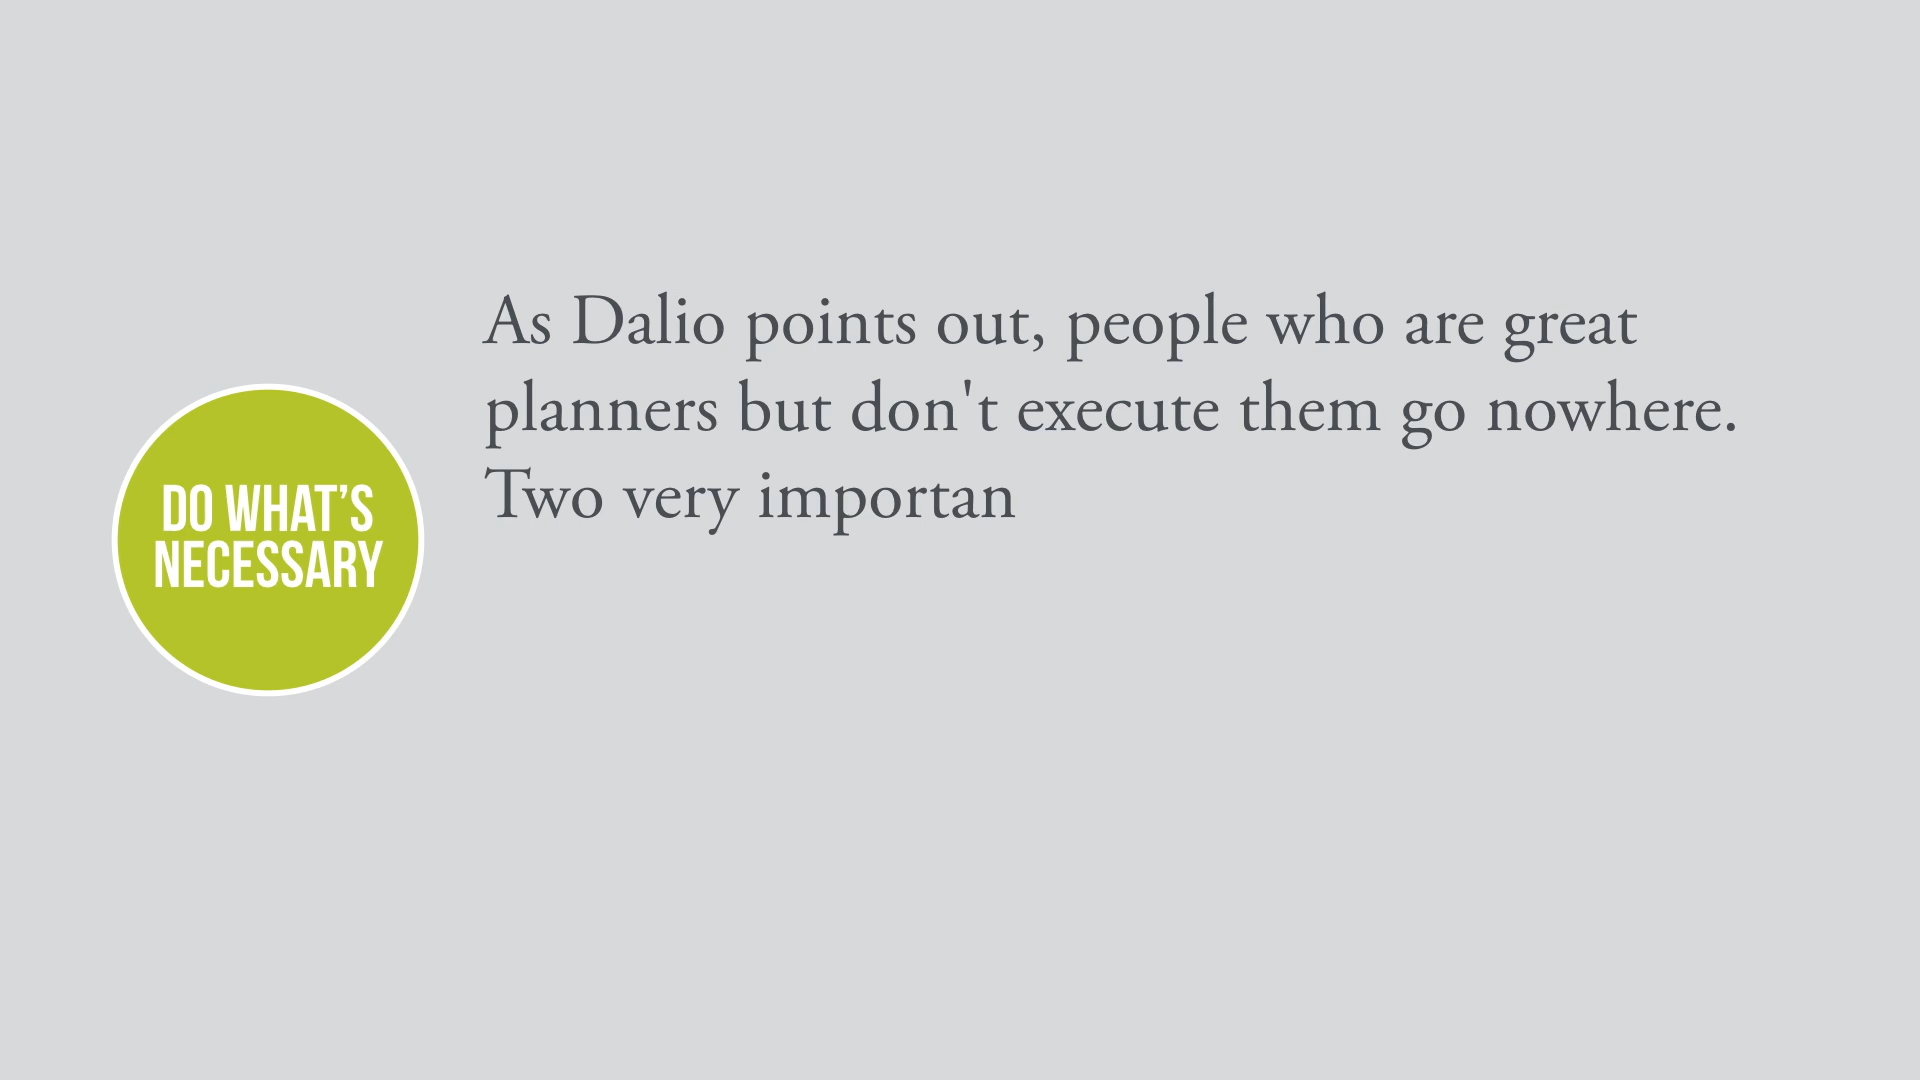 As Dalio points out, people who are great
planners but don't execute them go nowhere.
Two very importan
DO WHAT’S
NECESSARY